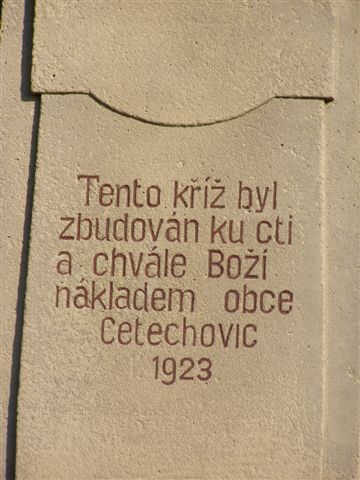 Tento kříž byl
zbudován ku cti
a chvále Boží
nákladem obce
Cetechovic
1923